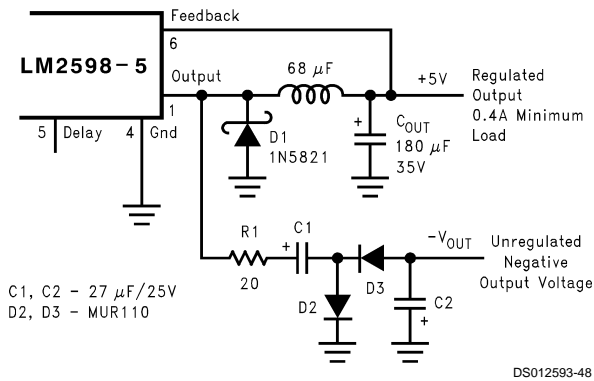 Feedback
6
LM2598-5
Output
1
68 µF
+5V
Regulated
Output
0.4A Minimum
Load
5 Delay 4 Gnd
D1
1N5821
+
COUT
180 µF
35V
R1
20
+
C1
D2
D3
-VOUT
C2
+
Unregulated
Negative
Output Voltage
C1, C2 - 27 µF/25V
D2, D3 - MUR110
DS012593-48